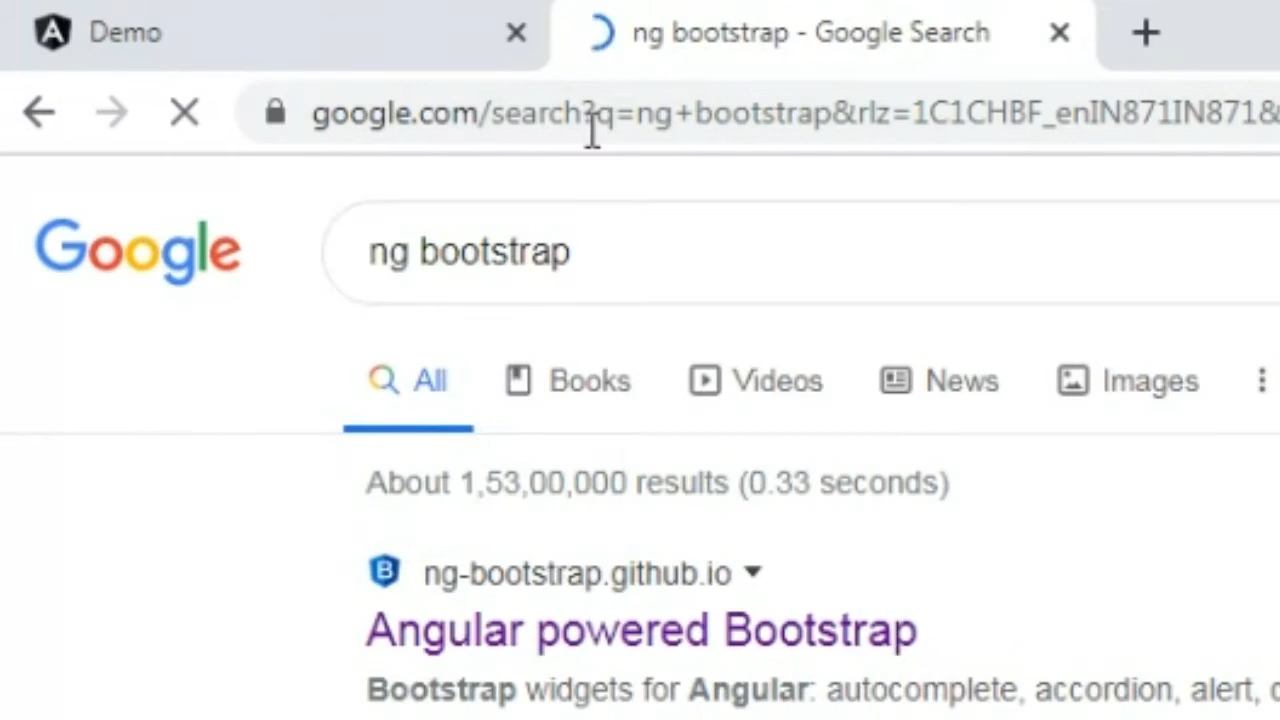 Demo
ng bootstrap - Google Search
google.com/search?q=ng+bootstrap&rlz=1C1CHBF_enIN871IN871&
Google
ng bootstrap
All Books Videos News Images
About 1,53,00,000 results (0.33 seconds)
ng-bootstrap.github.io
Angular powered Bootstrap
Bootstrap widgets for Angular: autocomplete, accordion, alert,